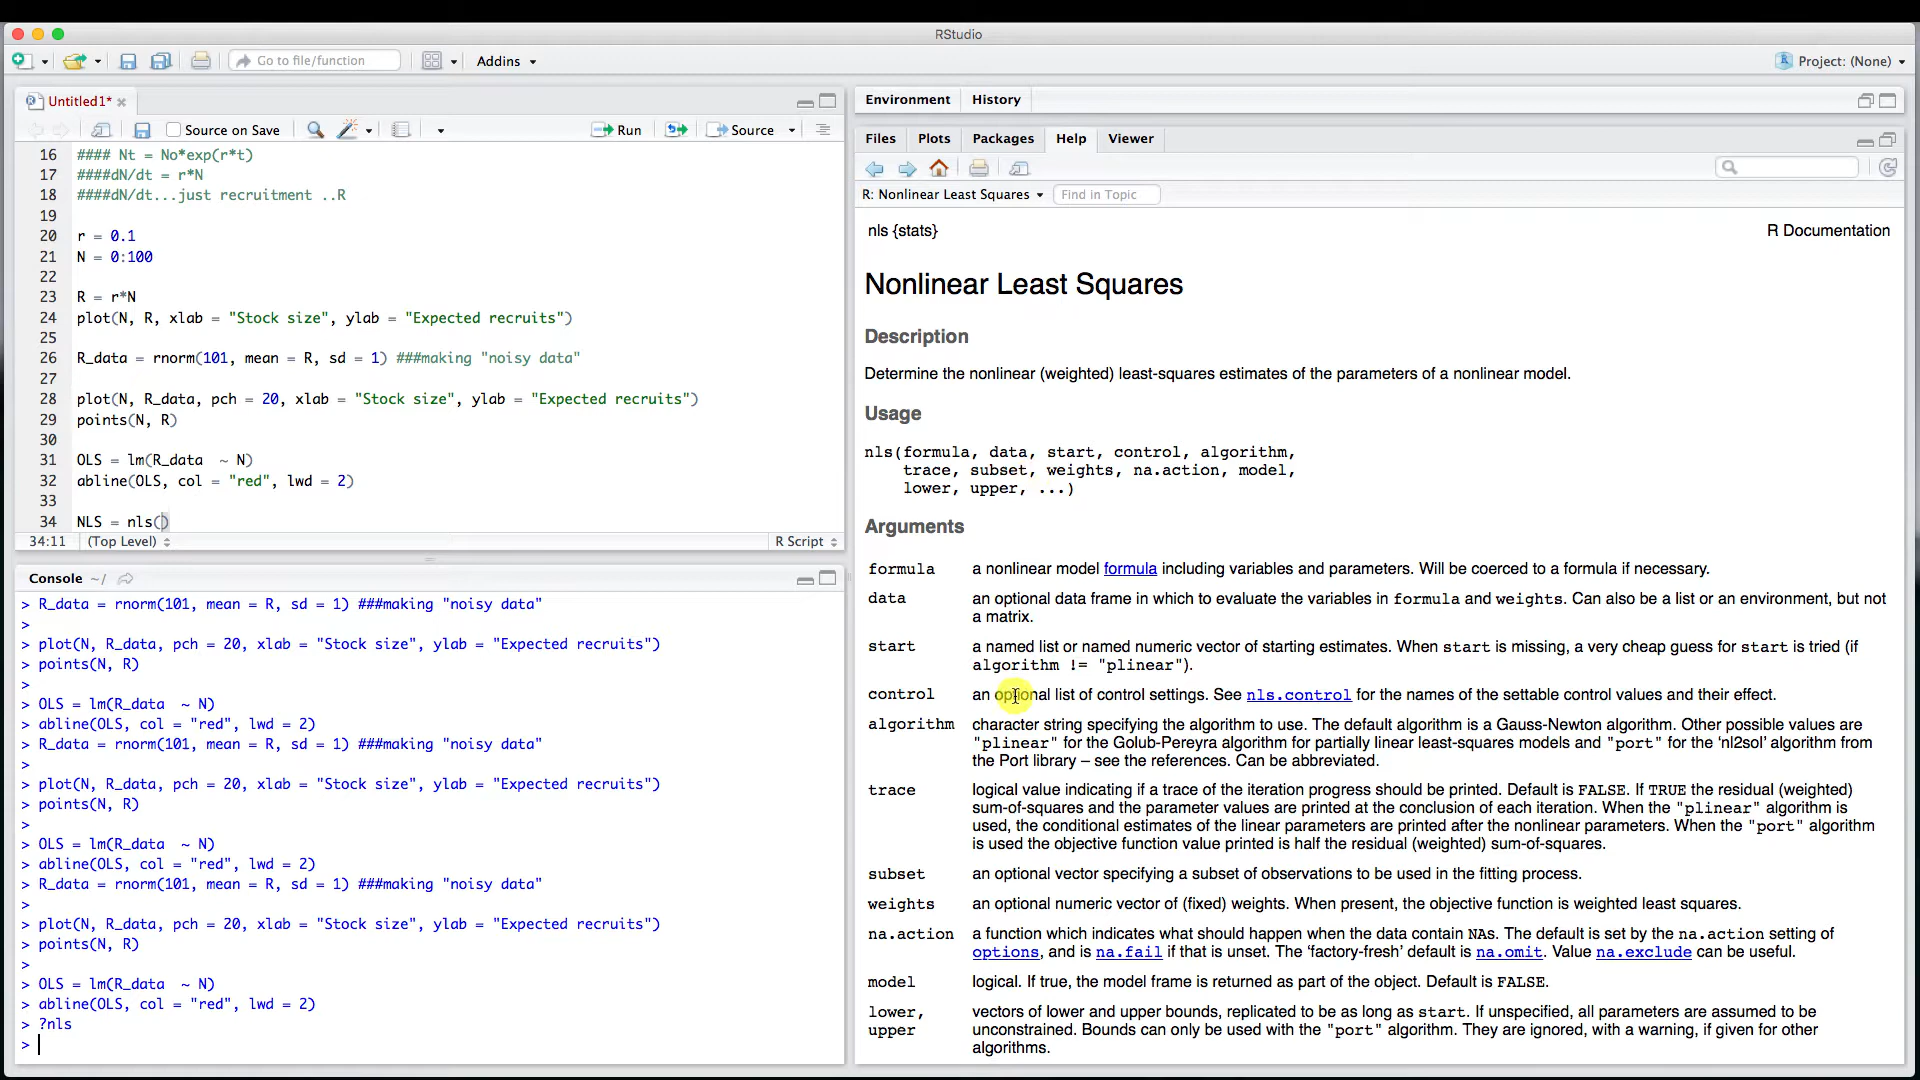 RStudio
Go to file/function
Addins
Project: (None)
Untitled1*
Source on Save
Run
Source
16 #### Nt = No*exp(r*t)
17 ####dN/dt = r*N
18 ####dN/dt...just recruitment ..R
19
20 r = 0.1
21 N = 0:100
22
23 R = r*N
24 plot(N, R, xlab = "Stock size", ylab = "Expected recruits")
25
26 R_data = rnorm(101, mean = R, sd = 1) ###making "noisy data"
27
28 plot(N, R_data, pch = 20, xlab = "Stock size", ylab = "Expected recruits")
29 points(N, R)
30
31 OLS = lm(R_data  ~ N)
32 abline(OLS, col = "red", lwd = 2)
33
34 NLS = nls()
34:11 (Top Level) R Script
Console ~/
> R_data = rnorm(101, mean = R, sd = 1) ###making "noisy data"
>
> plot(N, R_data, pch = 20, xlab = "Stock size", ylab = "Expected recruits")
> points(N, R)
>
> OLS = lm(R_data  ~ N)
> abline(OLS, col = "red", lwd = 2)
> R_data = rnorm(101, mean = R, sd = 1) ###making "noisy data"
>
> plot(N, R_data, pch = 20, xlab = "Stock size", ylab = "Expected recruits")
> points(N, R)
>
> OLS = lm(R_data  ~ N)
> abline(OLS, col = "red", lwd = 2)
> R_data = rnorm(101, mean = R, sd = 1) ###making "noisy data"
>
> plot(N, R_data, pch = 20, xlab = "Stock size", ylab = "Expected recruits")
> points(N, R)
>
> OLS = lm(R_data  ~ N)
> abline(OLS, col = "red", lwd = 2)
> ?nls
>
Environment History
Files Plots Packages Help Viewer
R: Nonlinear Least Squares Find in Topic
nls {stats} R Documentation
Nonlinear Least Squares
Description
Determine the nonlinear (weighted) least-squares estimates of the parameters of a nonlinear model.
Usage
nls(formula, data, start, control, algorithm,
trace, subset, weights, na.action, model,
lower, upper, ...)
Arguments
formula a nonlinear model formula including variables and parameters. Will be coerced to a formula if necessary.
data an optional data frame in which to evaluate the variables in formula and weights. Can also be a list or an environment, but not
a matrix.
start a named list or named numeric vector of starting estimates. When start is missing, a very cheap guess for start is tried (if
algorithm != "plinear").
control an optional list of control settings. See nls.control for the names of the settable control values and their effect.
algorithm character string specifying the algorithm to use. The default algorithm is a Gauss-Newton algorithm. Other possible values are
"plinear" for the Golub-Pereyra algorithm for partially linear least-squares models and "port" for the ‘nl2sol’ algorithm from
the Port library – see the references. Can be abbreviated.
trace logical value indicating if a trace of the iteration progress should be printed. Default is FALSE. If TRUE the residual (weighted)
sum-of-squares and the parameter values are printed at the conclusion of each iteration. When the "plinear" algorithm is
used, the conditional estimates of the linear parameters are printed after the nonlinear parameters. When the "port" algorithm
is used the objective function value printed is half the residual (weighted) sum-of-squares.
subset an optional vector specifying a subset of observations to be used in the fitting process.
weights an optional numeric vector of (fixed) weights. When present, the objective function is weighted least squares.
na.action a function which indicates what should happen when the data contain NAs. The default is set by the na.action setting of
options, and is na.fail if that is unset. The ‘factory-fresh’ default is na.omit. Value na.exclude can be useful.
model logical. If true, the model frame is returned as part of the object. Default is FALSE.
lower, vectors of lower and upper bounds, replicated to be as long as start. If unspecified, all parameters are assumed to be
upper unconstrained. Bounds can only be used with the "port" algorithm. They are ignored, with a warning, if given for other
algorithms.